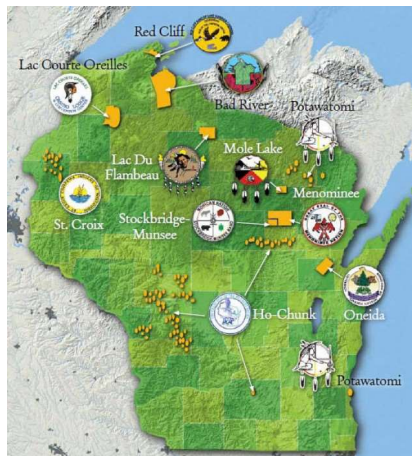 Red Cliff
Lac Courte Oreilles
Bad River
Potawatomi
Mole Lake
Lac Du
Flambeau
Menominee
St. Croix
Stockbridge-
Munsee
Ho-Chunk
Oneida
Potawatomi